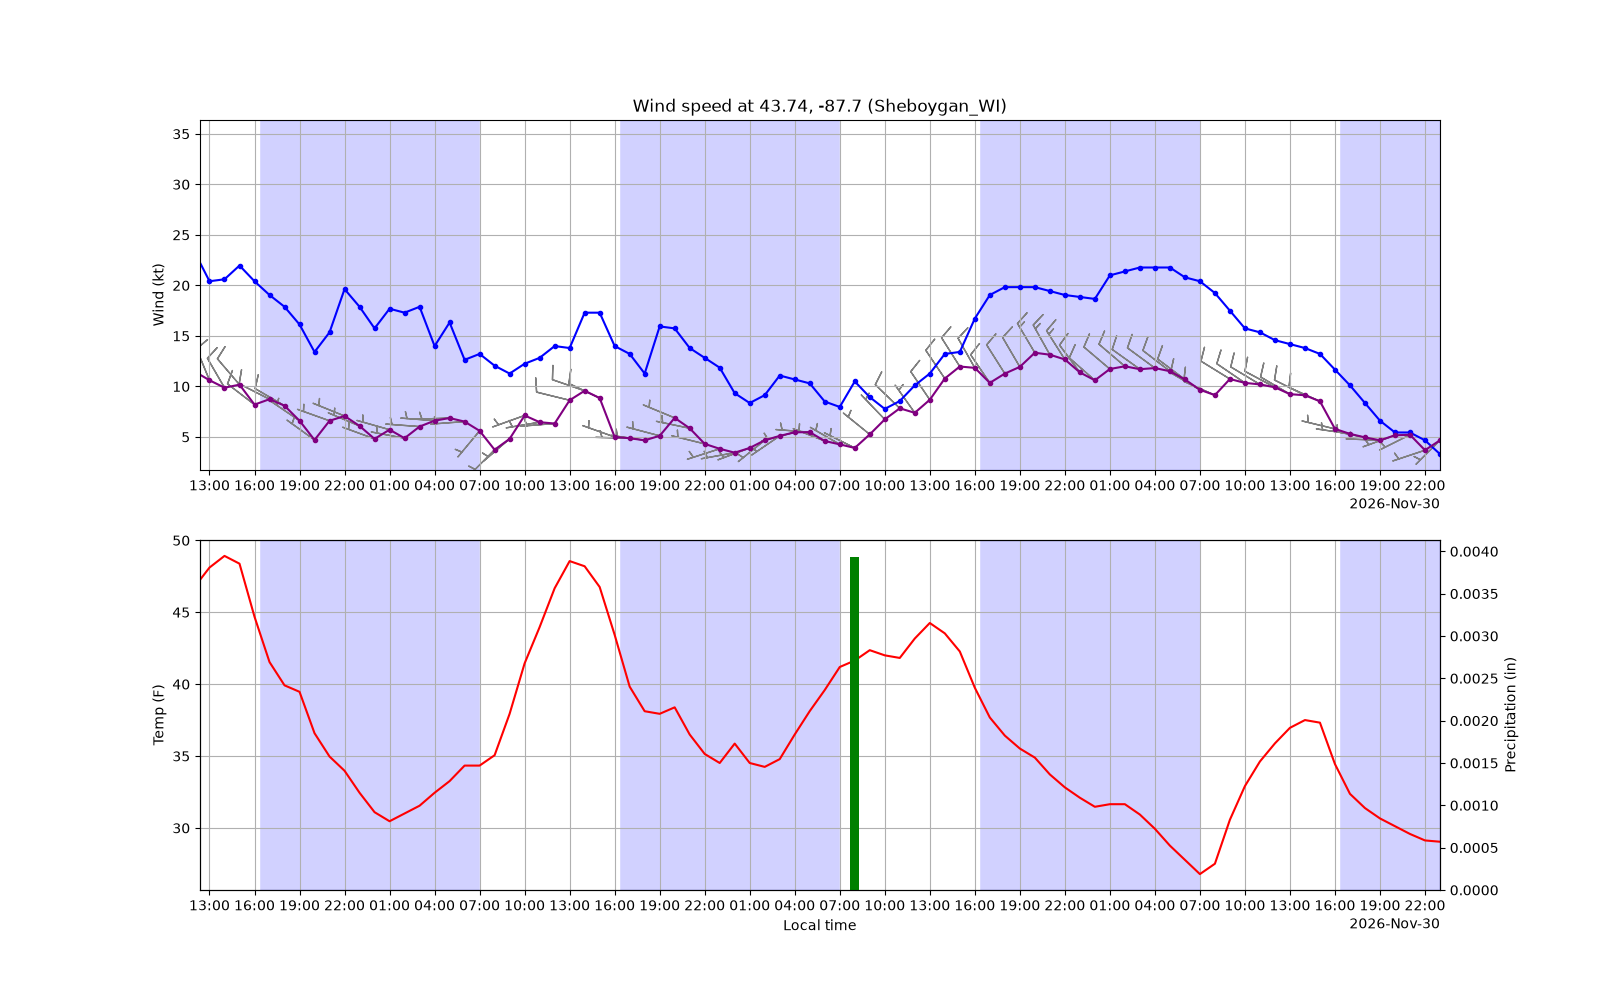 Wind speed at 43.74, -87.7 (Sheboygan_WI)
Wind (kt)
35
30
25
20
15
10
5
13:00 16:00 19:00 22:00 01:00 04:00 07:00 10:00 13:00 16:00 19:00 22:00 01:00 04:00 07:00 10:00 13:00 16:00 19:00 22:00 01:00 04:00 07:00 10:00 13:00 16:00 19:00 22:00
2026-Nov-30
Temp (F)
50
45
40
35
30
Precipitation (in)
0.0040
0.0035
0.0030
0.0025
0.0020
0.0015
0.0010
0.0005
0.0000
13:00 16:00 19:00 22:00 01:00 04:00 07:00 10:00 13:00 16:00 19:00 22:00 01:00 04:00 07:00 10:00 13:00 16:00 19:00 22:00 01:00 04:00 07:00 10:00 13:00 16:00 19:00 22:00
Local time
2026-Nov-30